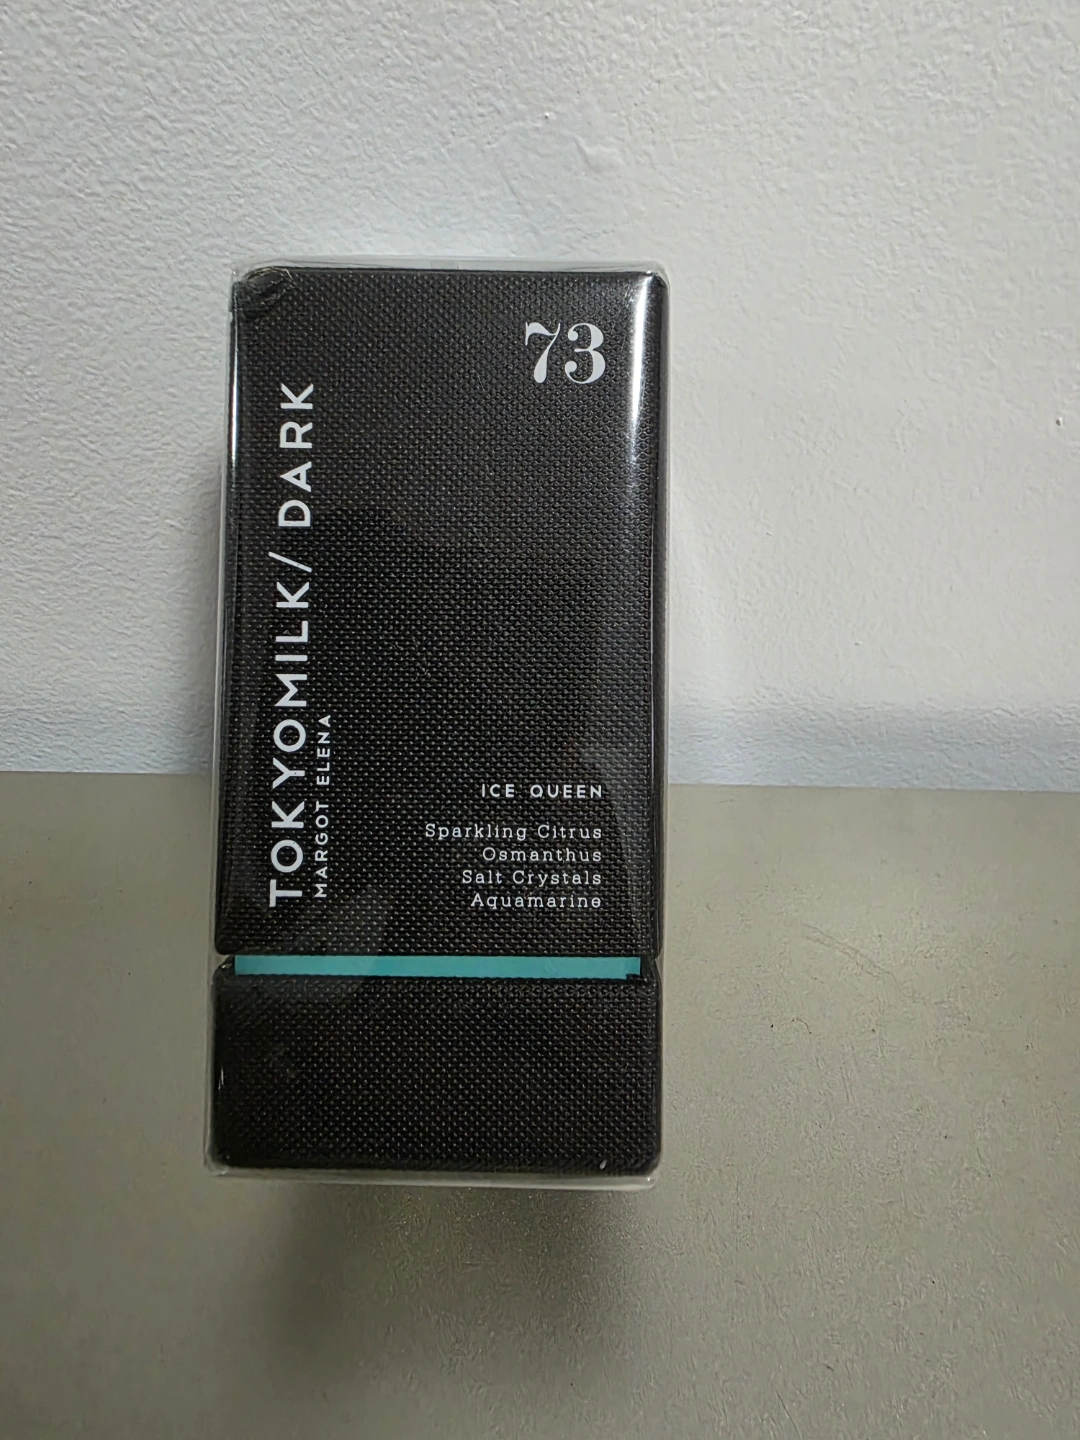 73
TOKYOMILK/ DARK
MARGOT ELENA
ICE QUEEN
Sparkling Citrus
Osmanthus
Salt Crystals
Aquamarine